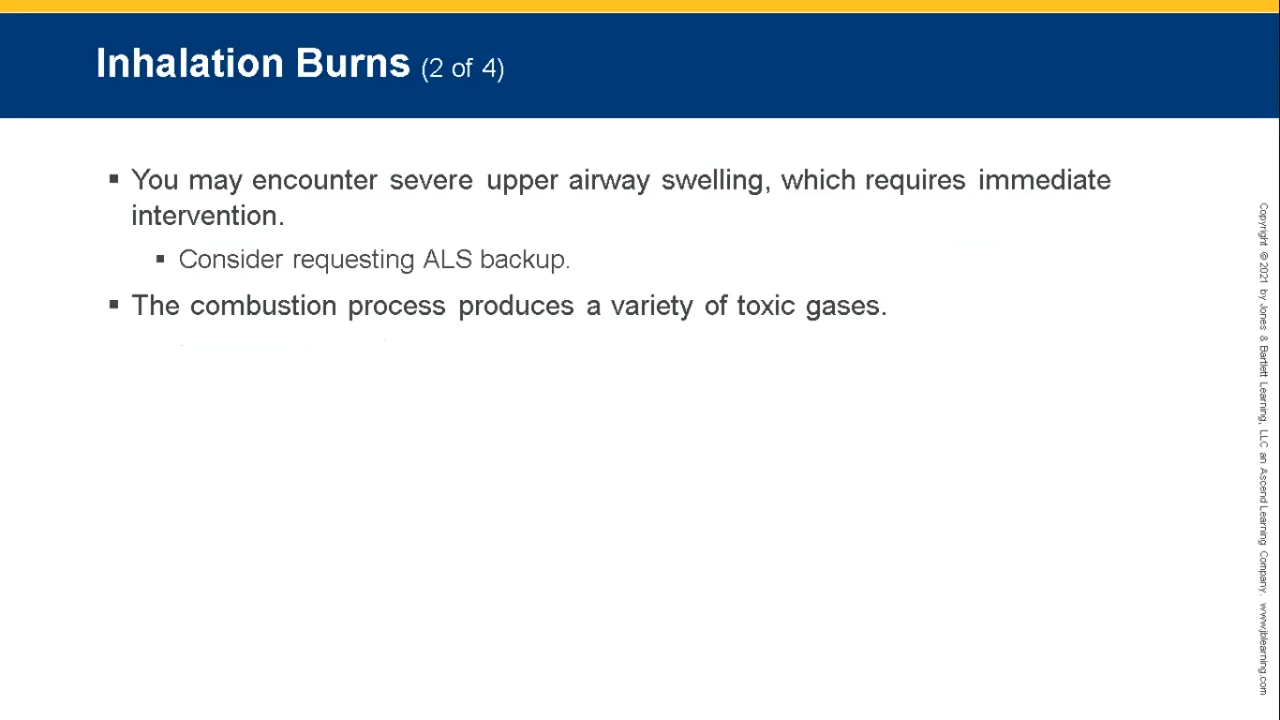 Inhalation Burns (2 of 4)
▪ You may encounter severe upper airway swelling, which requires immediate
intervention.
▪ Consider requesting ALS backup.
▪ The combustion process produces a variety of toxic gases.
Copyright ©2021 by Jones & Bartlett Learning, LLC an Ascend Learning Company. www.jblearning.com